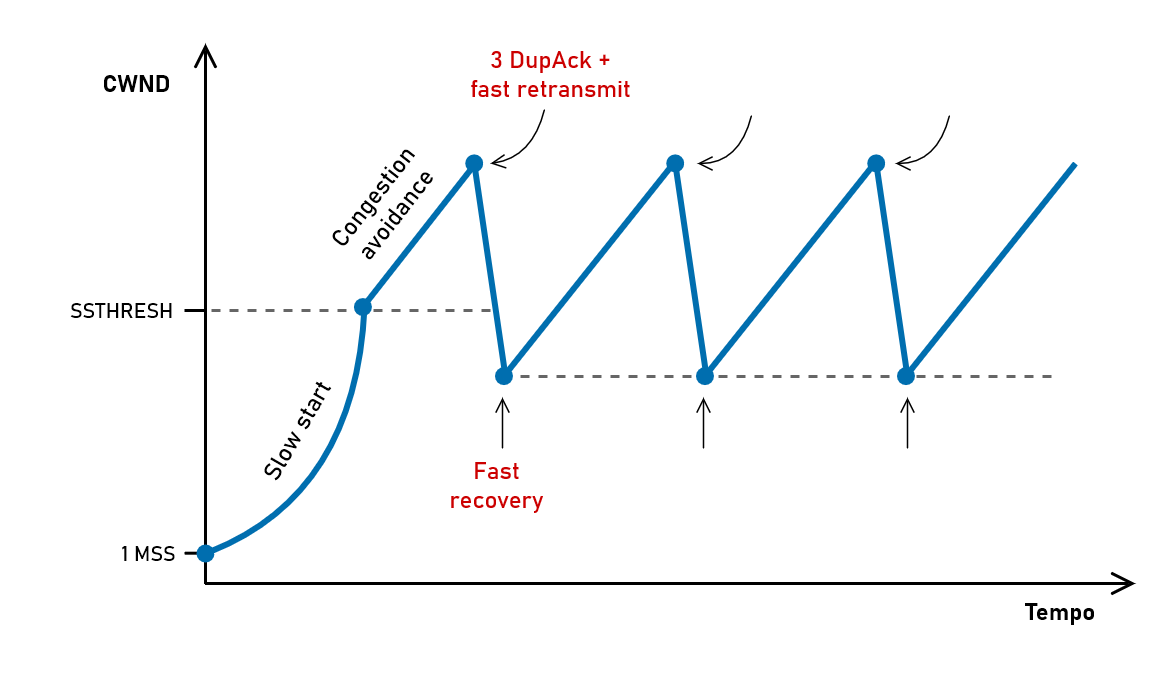 CWND
3 DupAck +
fast retransmit
Congestion
avoidance
SSTHRESH
Slow start
Fast
recovery
1 MSS
Tempo